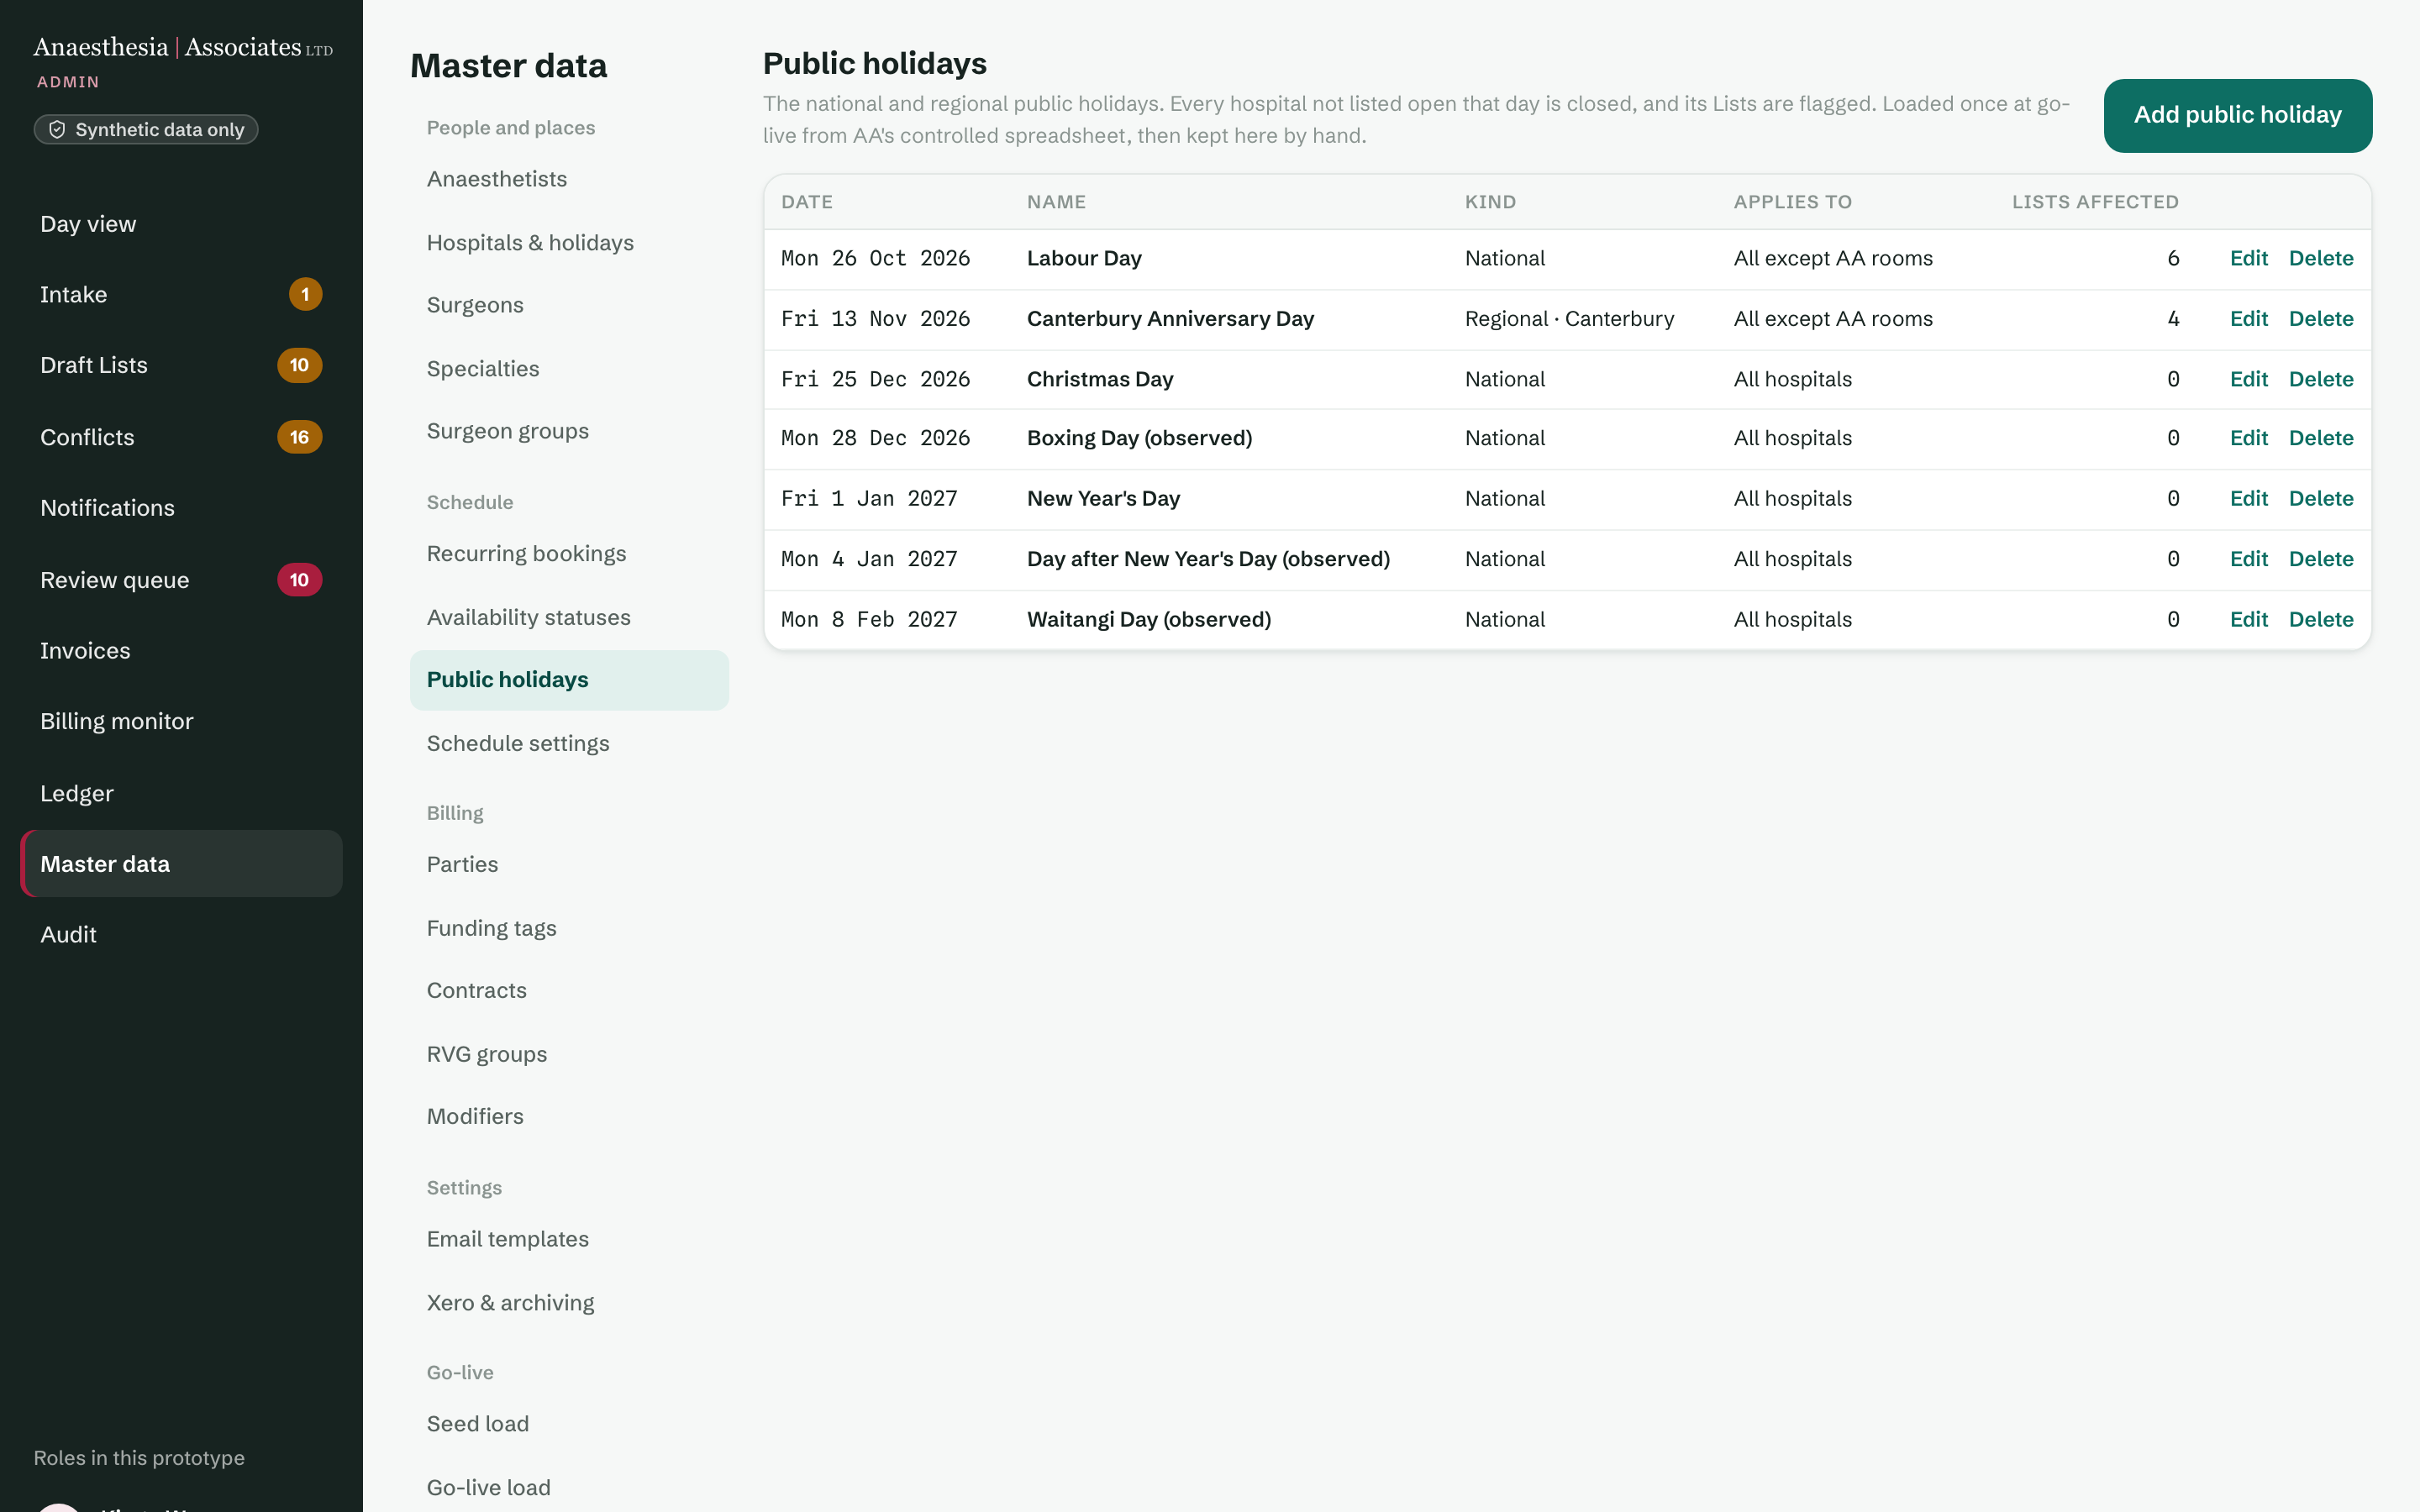 Anaesthesia | Associates LTD
ADMIN
Synthetic data only
Day view
Intake 1
Draft Lists 10
Conflicts 16
Notifications
Review queue 10
Invoices
Billing monitor
Ledger
Master data
Audit
Roles in this prototype
Master data
People and places
Anaesthetists
Hospitals & holidays
Surgeons
Specialties
Surgeon groups
Schedule
Recurring bookings
Availability statuses
Public holidays
Schedule settings
Billing
Parties
Funding tags
Contracts
RVG groups
Modifiers
Settings
Email templates
Xero & archiving
Go-live
Seed load
Go-live load
Public holidays
The national and regional public holidays. Every hospital not listed open that day is closed, and its Lists are flagged. Loaded once at go-
live from AA's controlled spreadsheet, then kept here by hand.
Add public holiday
DATE NAME KIND APPLIES TO LISTS AFFECTED
Mon 26 Oct 2026 Labour Day National All except AA rooms 6 Edit Delete
Fri 13 Nov 2026 Canterbury Anniversary Day Regional · Canterbury All except AA rooms 4 Edit Delete
Fri 25 Dec 2026 Christmas Day National All hospitals 0 Edit Delete
Mon 28 Dec 2026 Boxing Day (observed) National All hospitals 0 Edit Delete
Fri 1 Jan 2027 New Year's Day National All hospitals 0 Edit Delete
Mon 4 Jan 2027 Day after New Year's Day (observed) National All hospitals 0 Edit Delete
Mon 8 Feb 2027 Waitangi Day (observed) National All hospitals 0 Edit Delete